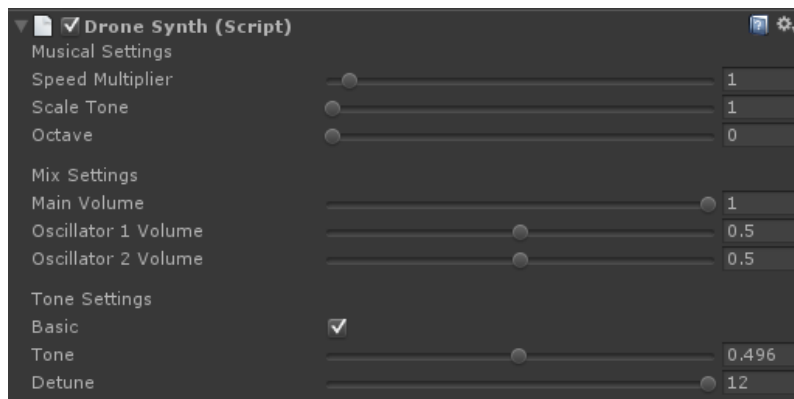 Drone Synth (Script)
Musical Settings
Speed Multiplier 1
Scale Tone 1
Octave 0
Mix Settings
Main Volume 1
Oscillator 1 Volume 0.5
Oscillator 2 Volume 0.5
Tone Settings
Basic
Tone 0.496
Detune 12